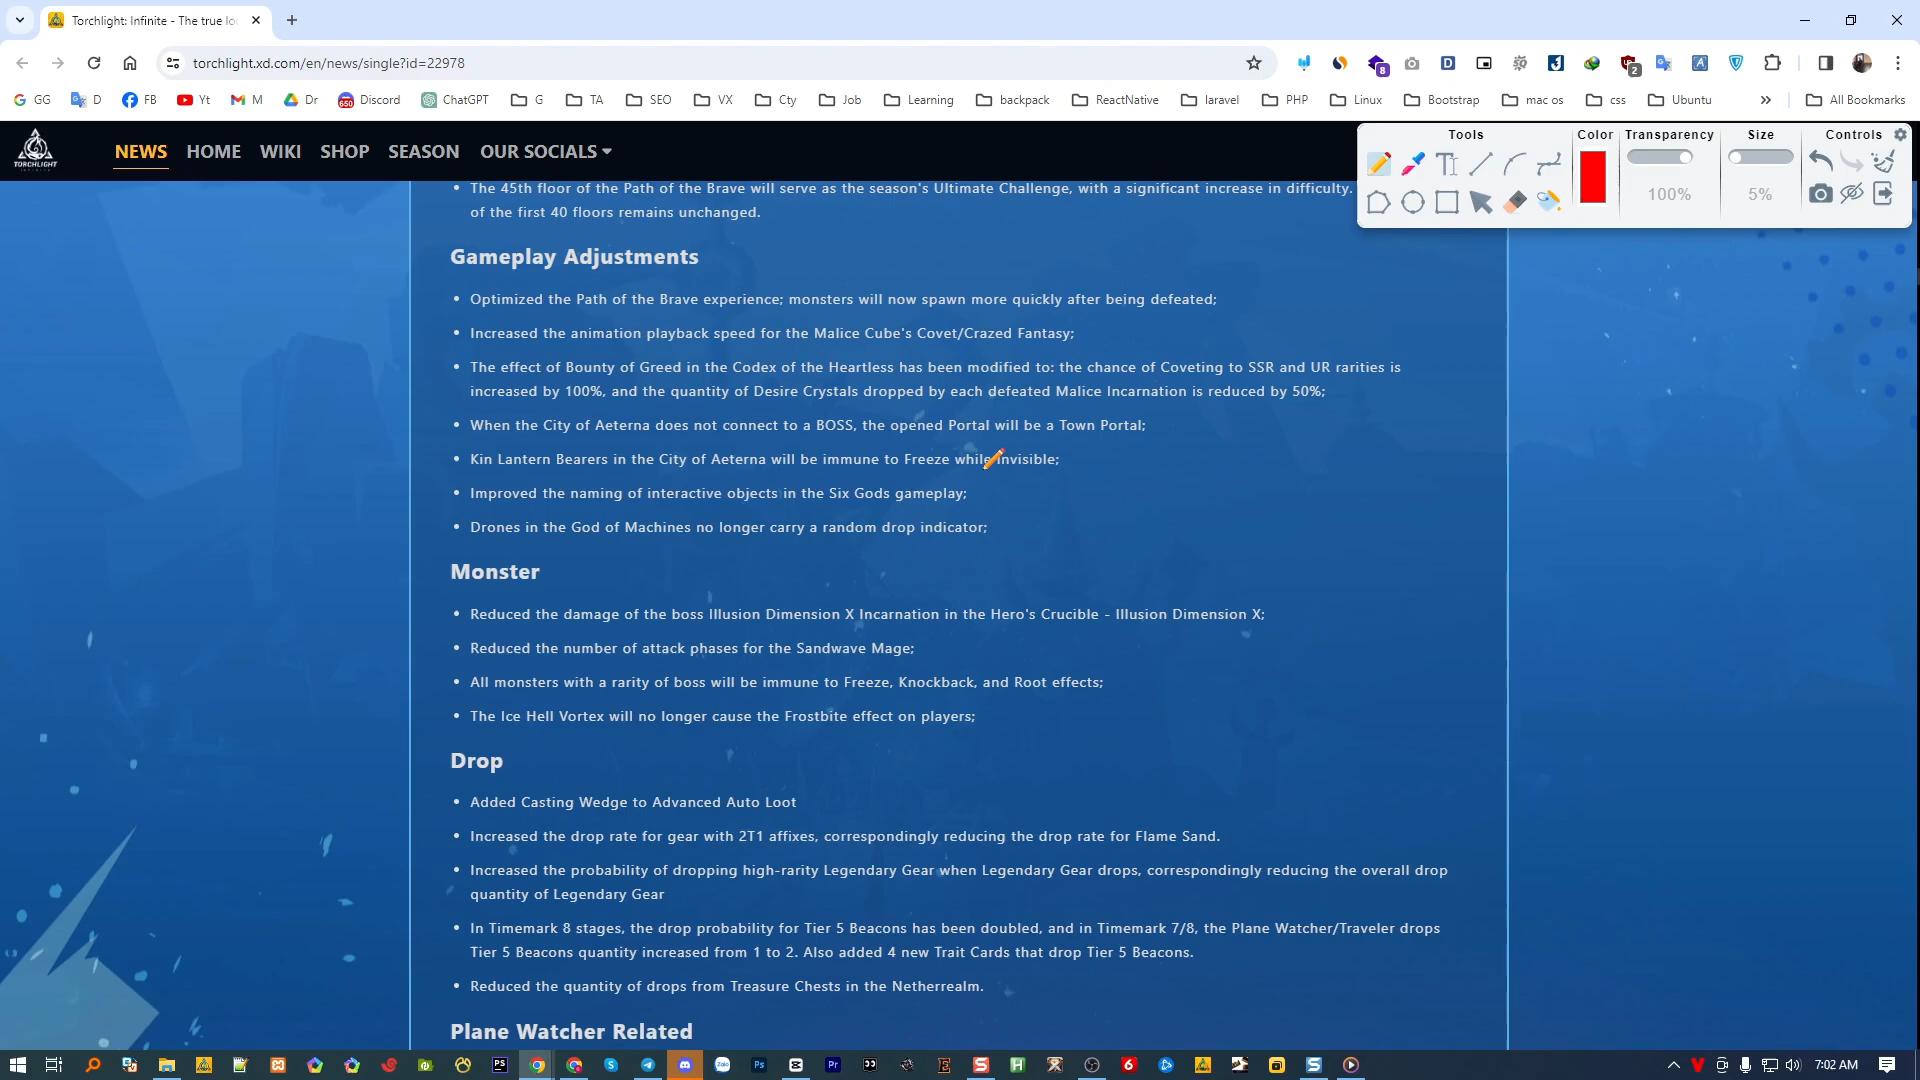 Torchlight: Infinite - The true lo
torchlight.xd.com/en/news/single?id=22978
8
2
GG
D
FB
Yt
M
Dr
650
Discord
ChatGPT
G
TA
SEO
VX
Cty
Job
Learning
backpack
ReactNative
laravel
PHP
Linux
Bootstrap
mac os
css
Ubuntu
All Bookmarks
TORCHLIGHT
NEWS
HOME
WIKI
SHOP
SEASON
OUR SOCIALS
Tools
Color
Transparency
Size
Controls
100%
5%
• The 45th floor of the Path of the Brave will serve as the season's Ultimate Challenge, with a significant increase in difficulty.
of the first 40 floors remains unchanged.
Gameplay Adjustments
• Optimized the Path of the Brave experience; monsters will now spawn more quickly after being defeated;
• Increased the animation playback speed for the Malice Cube's Covet/Crazed Fantasy;
• The effect of Bounty of Greed in the Codex of the Heartless has been modified to: the chance of Coveting to SSR and UR rarities is
increased by 100%, and the quantity of Desire Crystals dropped by each defeated Malice Incarnation is reduced by 50%;
• When the City of Aeterna does not connect to a BOSS, the opened Portal will be a Town Portal;
• Kin Lantern Bearers in the City of Aeterna will be immune to Freeze while invisible;
• Improved the naming of interactive objects in the Six Gods gameplay;
• Drones in the God of Machines no longer carry a random drop indicator;
Monster
• Reduced the damage of the boss Illusion Dimension X Incarnation in the Hero's Crucible - Illusion Dimension X;
• Reduced the number of attack phases for the Sandwave Mage;
• All monsters with a rarity of boss will be immune to Freeze, Knockback, and Root effects;
• The Ice Hell Vortex will no longer cause the Frostbite effect on players;
Drop
• Added Casting Wedge to Advanced Auto Loot
• Increased the drop rate for gear with 2T1 affixes, correspondingly reducing the drop rate for Flame Sand.
• Increased the probability of dropping high-rarity Legendary Gear when Legendary Gear drops, correspondingly reducing the overall drop
quantity of Legendary Gear
• In Timemark 8 stages, the drop probability for Tier 5 Beacons has been doubled, and in Timemark 7/8, the Plane Watcher/Traveler drops
Tier 5 Beacons quantity increased from 1 to 2. Also added 4 new Trait Cards that drop Tier 5 Beacons.
• Reduced the quantity of drops from Treasure Chests in the Netherrealm.
Plane Watcher Related
7:02 AM